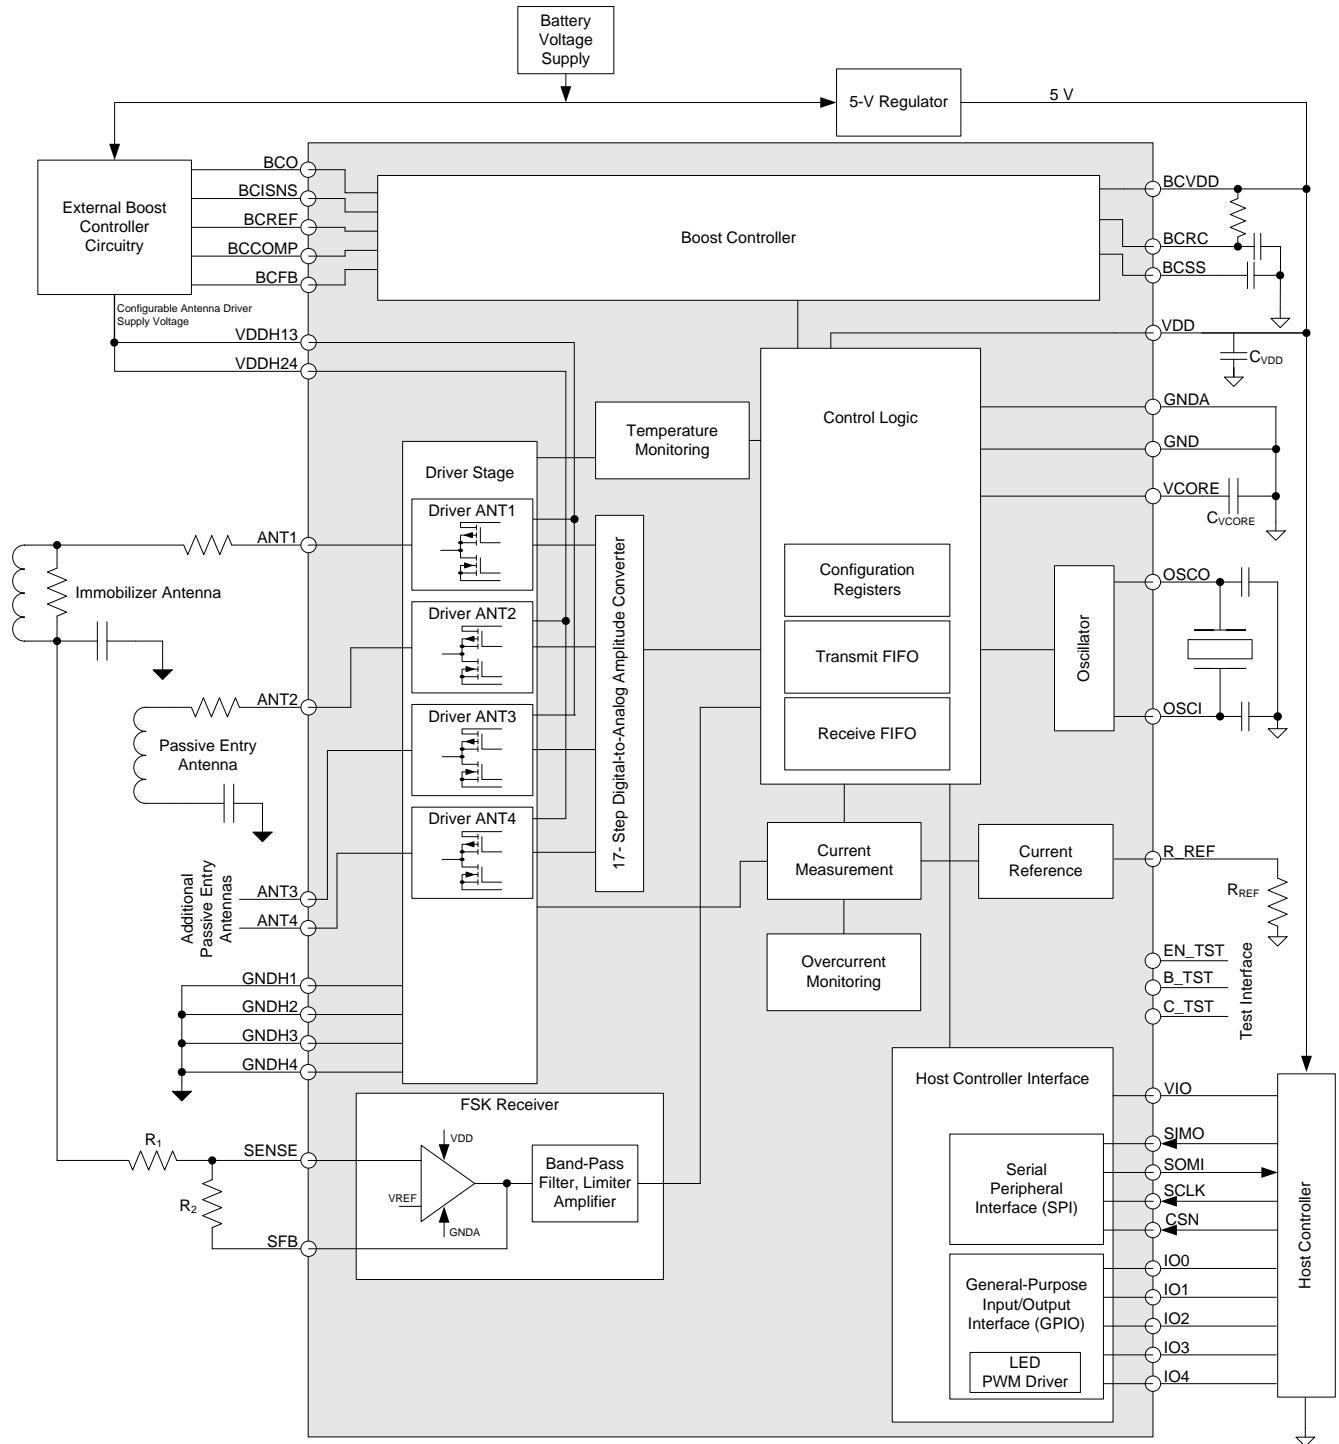 Battery
Voltage
Supply
5-V Regulator
5 V
External Boost
Controller
Circuitry
BCO
BCISNS
BCREF
BCCOMP
BCFB
Configurable Antenna Driver
Supply Voltage
VDDH13
VDDH24
Boost Controller
BCVDD
BCRC
BCSS
VDD
CVDD
GNDA
GND
VCORE
CVCORE
Temperature
Monitoring
Control Logic
Configuration
Registers
Transmit FIFO
Receive FIFO
Driver Stage
Driver ANT1
Driver ANT2
Driver ANT3
Driver ANT4
17- Step Digital-to-Analog Amplitude Converter
ANT1
Immobilizer Antenna
ANT2
Passive Entry
Antenna
Additional
Passive Entry
Antennas
ANT3
ANT4
GNDH1
GNDH2
GNDH3
GNDH4
Oscillator
OSCO
OSCI
Current
Measurement
Current
Reference
R_REF
RREF
Overcurrent
Monitoring
EN_TST
B_TST
C_TST
Test Interface
FSK Receiver
VDD
VREF
GNDA
Band-Pass
Filter, Limiter
Amplifier
R1
R2
SENSE
SFB
Host Controller Interface
Serial
Peripheral
Interface (SPI)
General-Purpose
Input/Output
Interface (GPIO)
LED
PWM Driver
VIO
SIMO
SOMI
SCLK
CSN
IO0
IO1
IO2
IO3
IO4
Host Controller